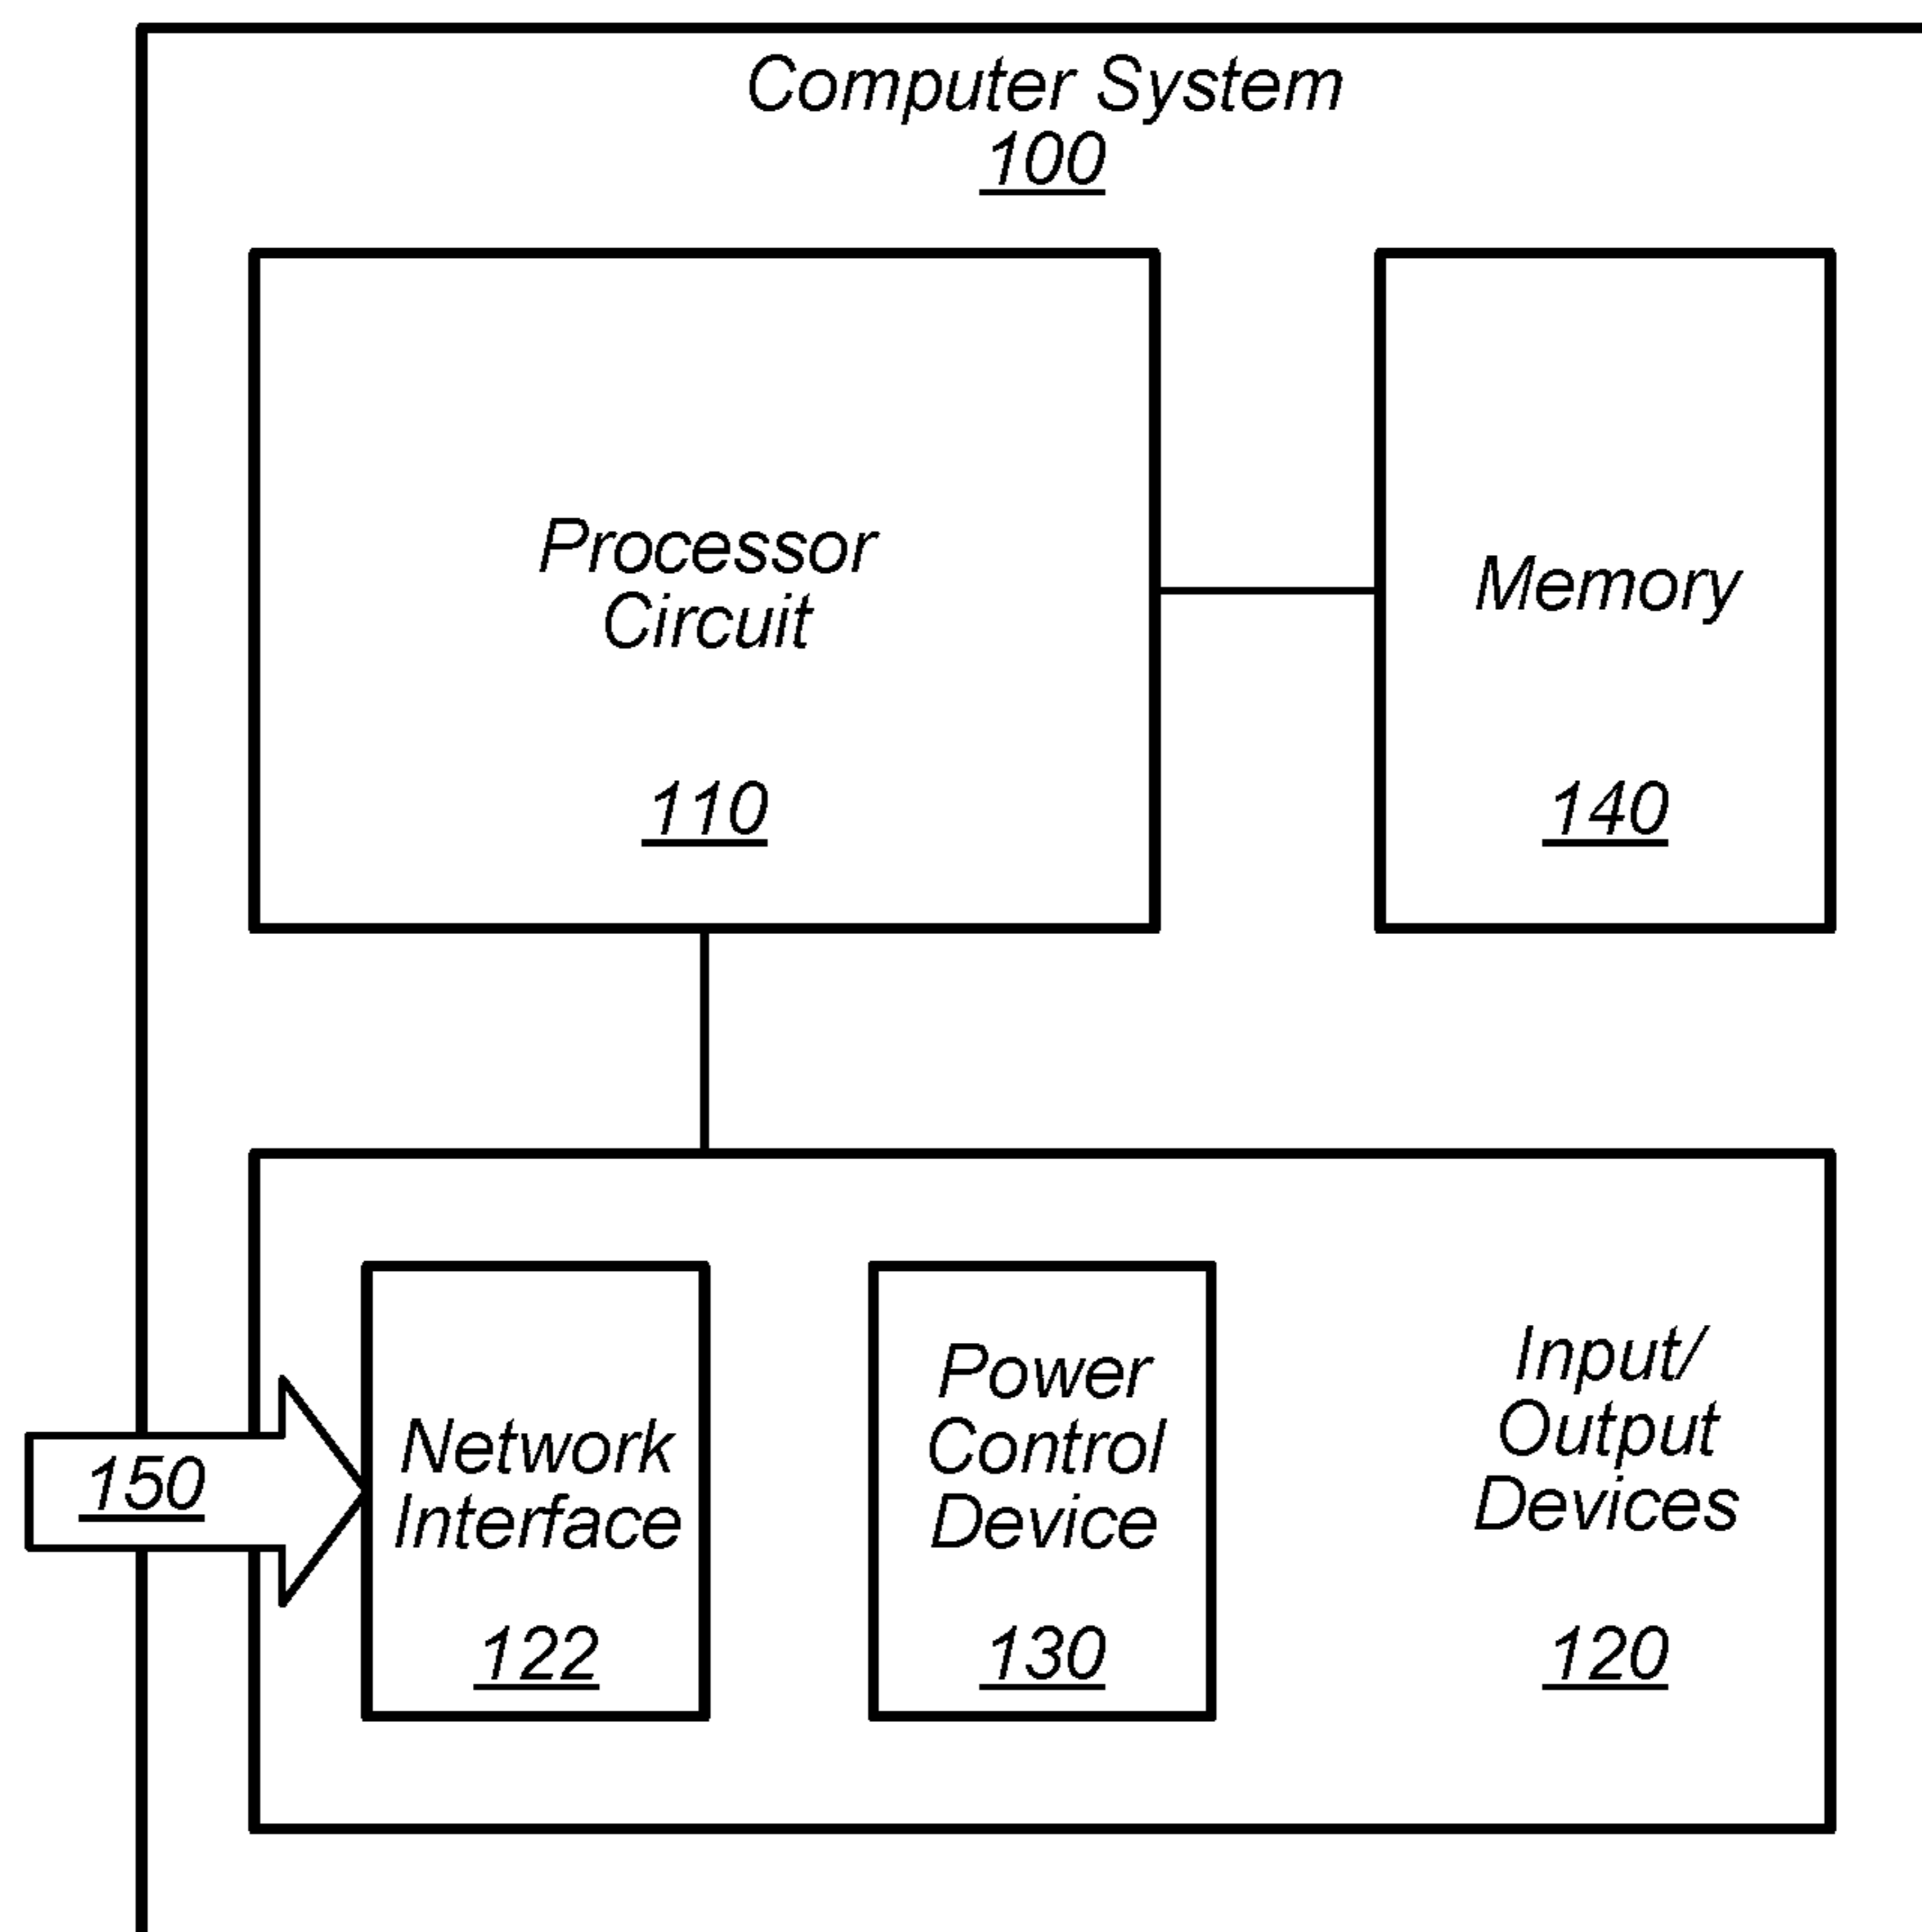 Computer System
100
Processor
Circuit
110
Memory
140
150
Network
Interface
122
Power
Control
Device
130
Input/
Output
Devices
120